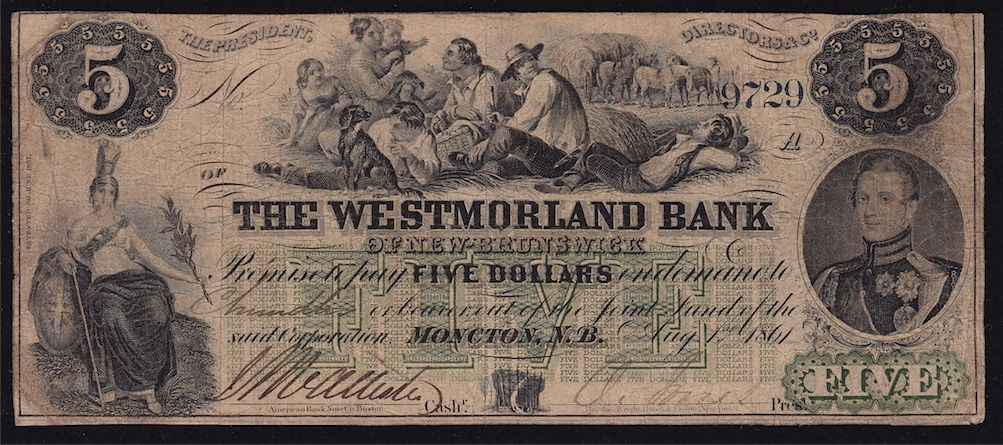 5 THE PRESIDENT, DIRECTORS & Co 5
No. 9729
OF A
THE WESTMORLAND BANK
OF NEW-BRUNSWICK
Promise to pay FIVE DOLLARS on demand to
or bearer, out of the Joint Fund of the
said Corporation. MONCTON, N.B. Aug. 1st 1861
FIVE
Cashr. Prest.
American Bank Note Co. Boston.